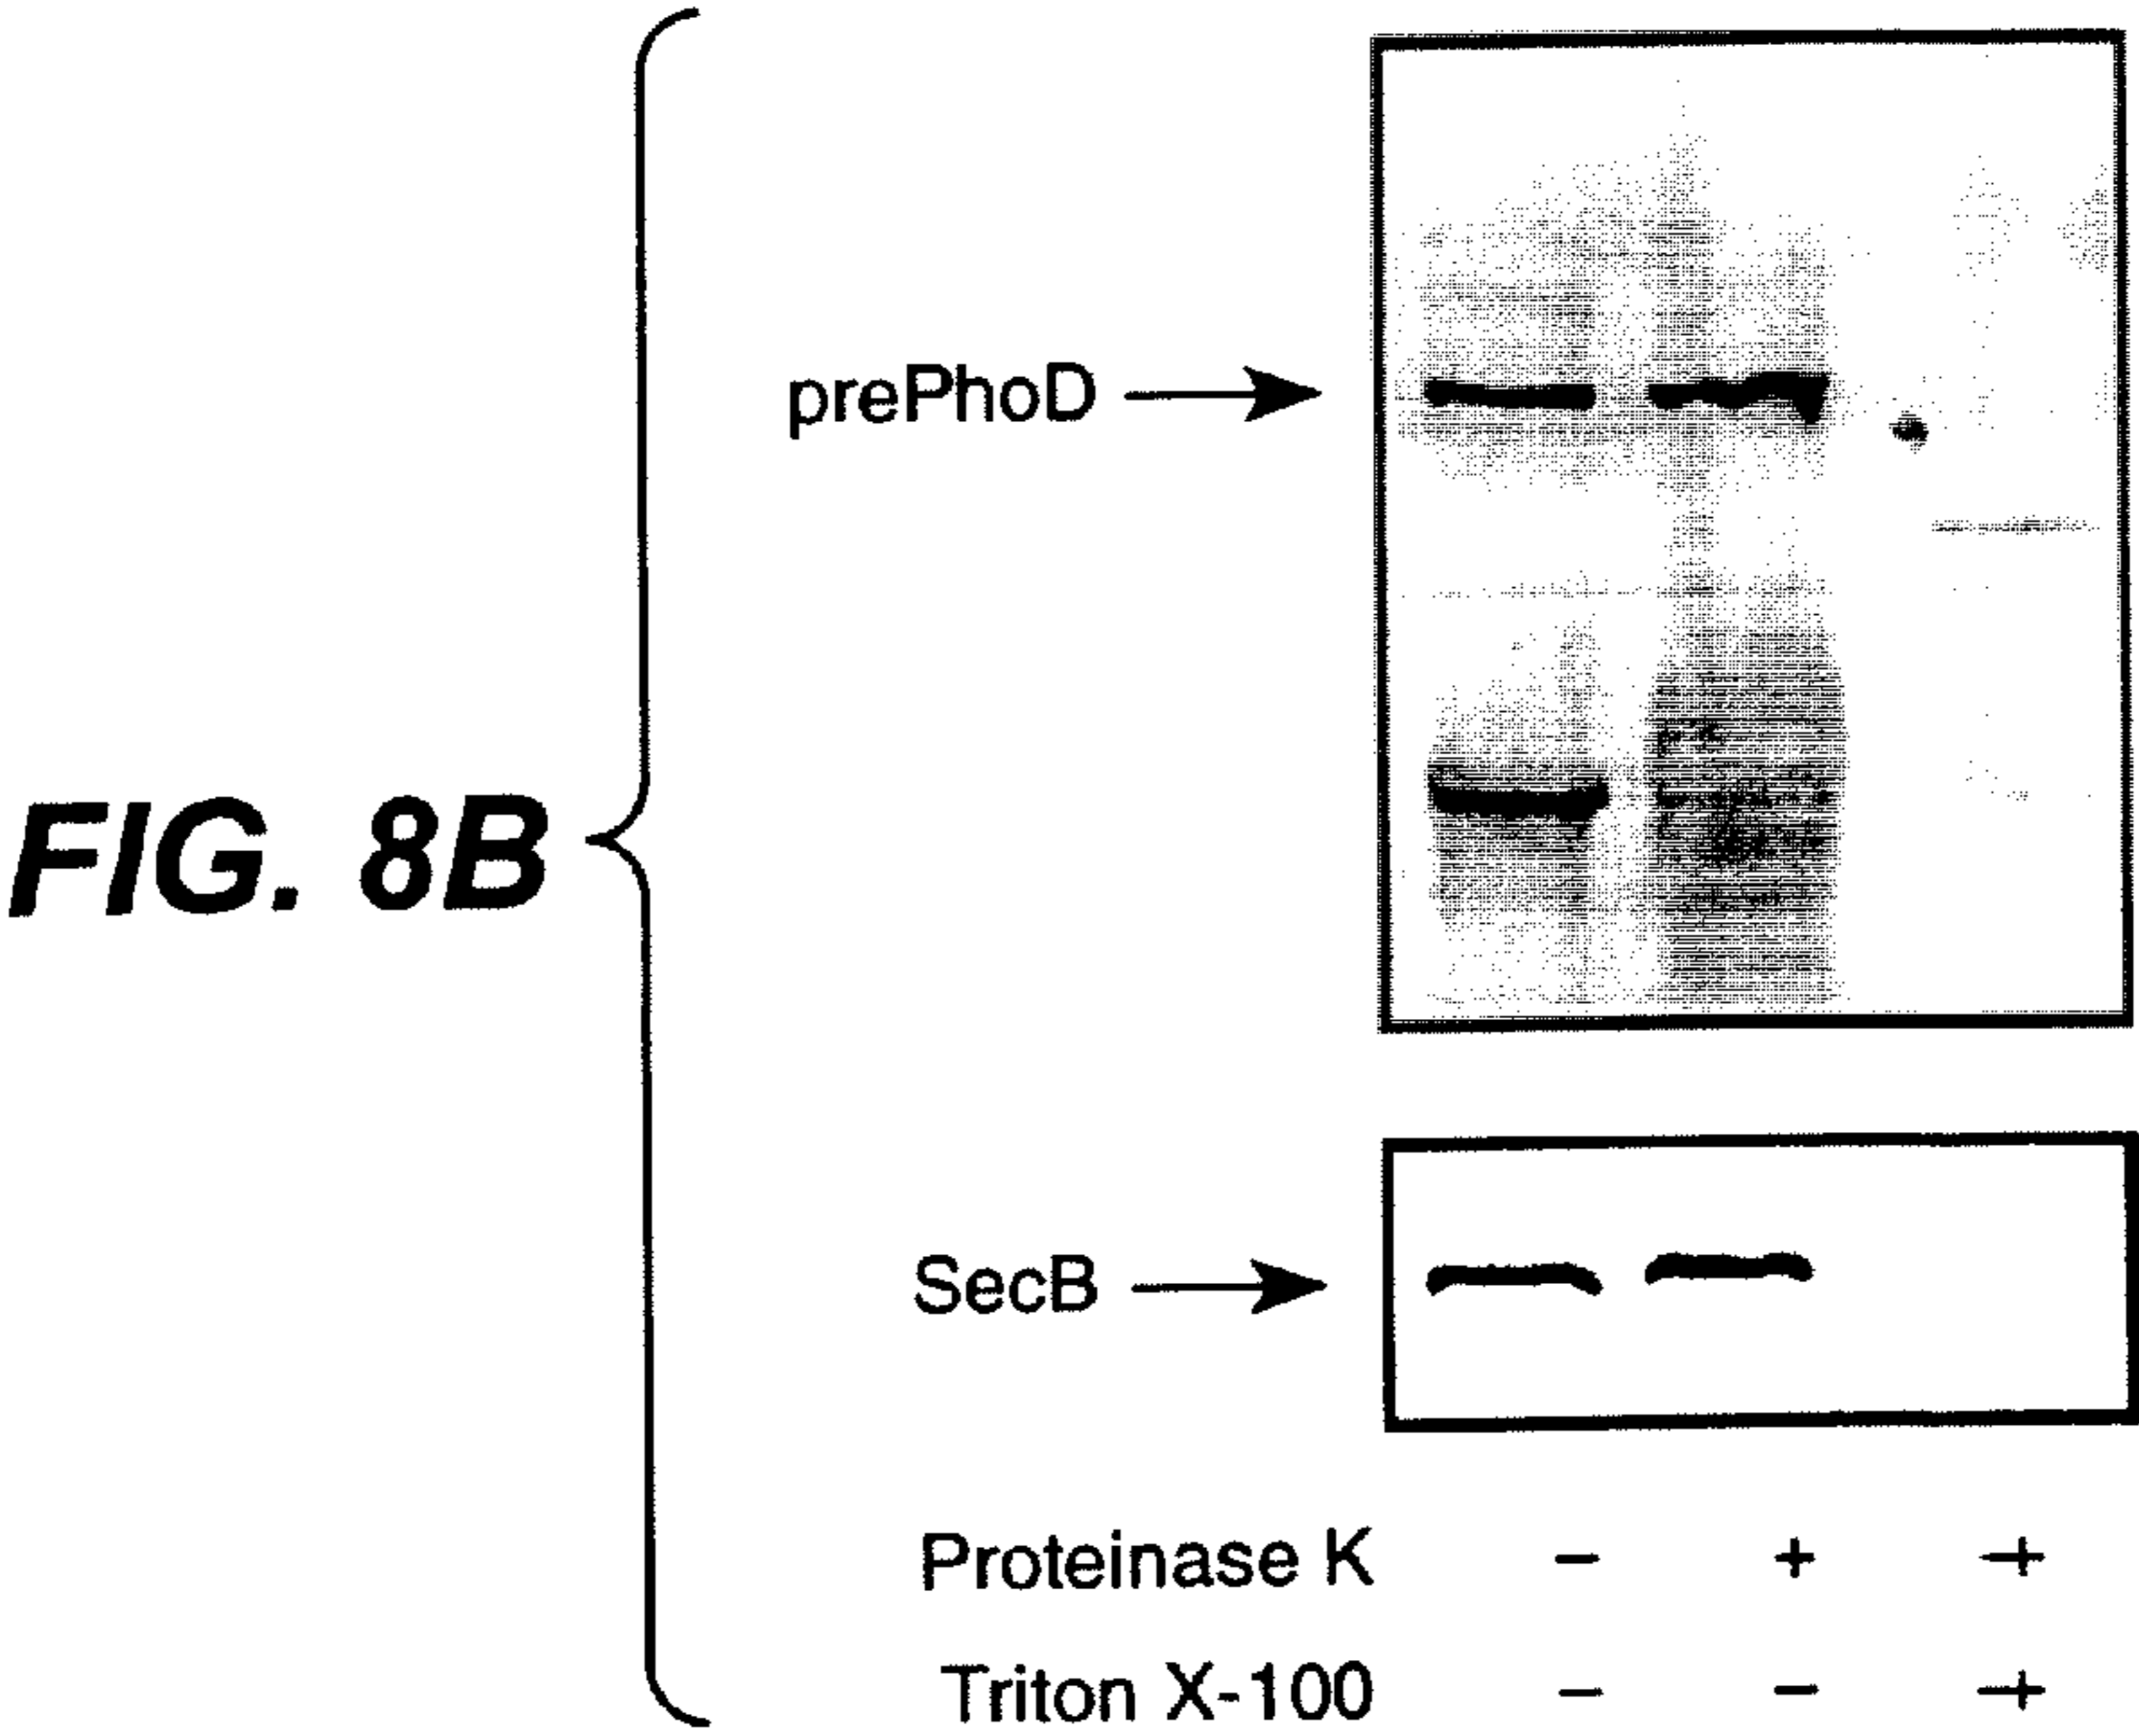 FIG. 8B
prePhoD
SecB
Proteinase K - + +
Triton X-100 - - +